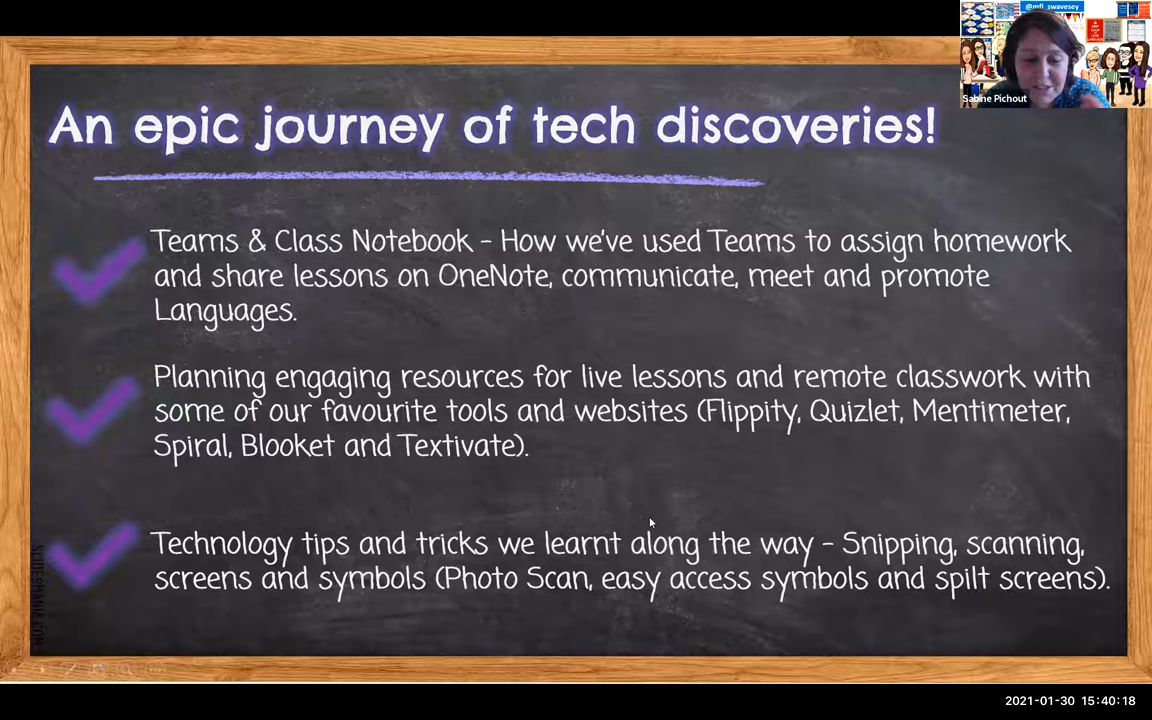 @mfl_swavesey
Sabine Pichout
An epic journey of tech discoveries!
Teams & Class Notebook - How we've used Teams to assign homework
and share lessons on OneNote, communicate, meet and promote
Languages.
Planning engaging resources for live lessons and remote classwork with
some of our favourite tools and websites (Flippity, Quizlet, Mentimeter,
Spiral, Blooket and Textivate).
Technology tips and tricks we learnt along the way - Snipping, scanning,
screens and symbols (Photo Scan, easy access symbols and spilt screens).
2021-01-30 15:40:18